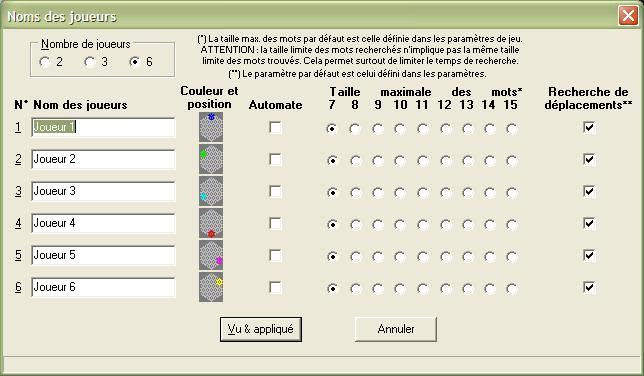 Noms des joueurs
Nombre de joueurs
2 3 6
(*) La taille max. des mots par défaut est celle définie dans les paramètres de jeu.
ATTENTION : la taille limite des mots recherchés n'implique pas la même taille
limite des mots trouvés. Cela permet surtout de limiter le temps de recherche.
(**) Le paramètre par défaut est celui défini dans les paramètres.
N° Nom des joueurs
Couleur et
position
Automate
Taille maximale des mots*
7 8 9 10 11 12 13 14 15
Recherche de
déplacements**
1 Joueur 1
2 Joueur 2
3 Joueur 3
4 Joueur 4
5 Joueur 5
6 Joueur 6
Vu & appliqué
Annuler